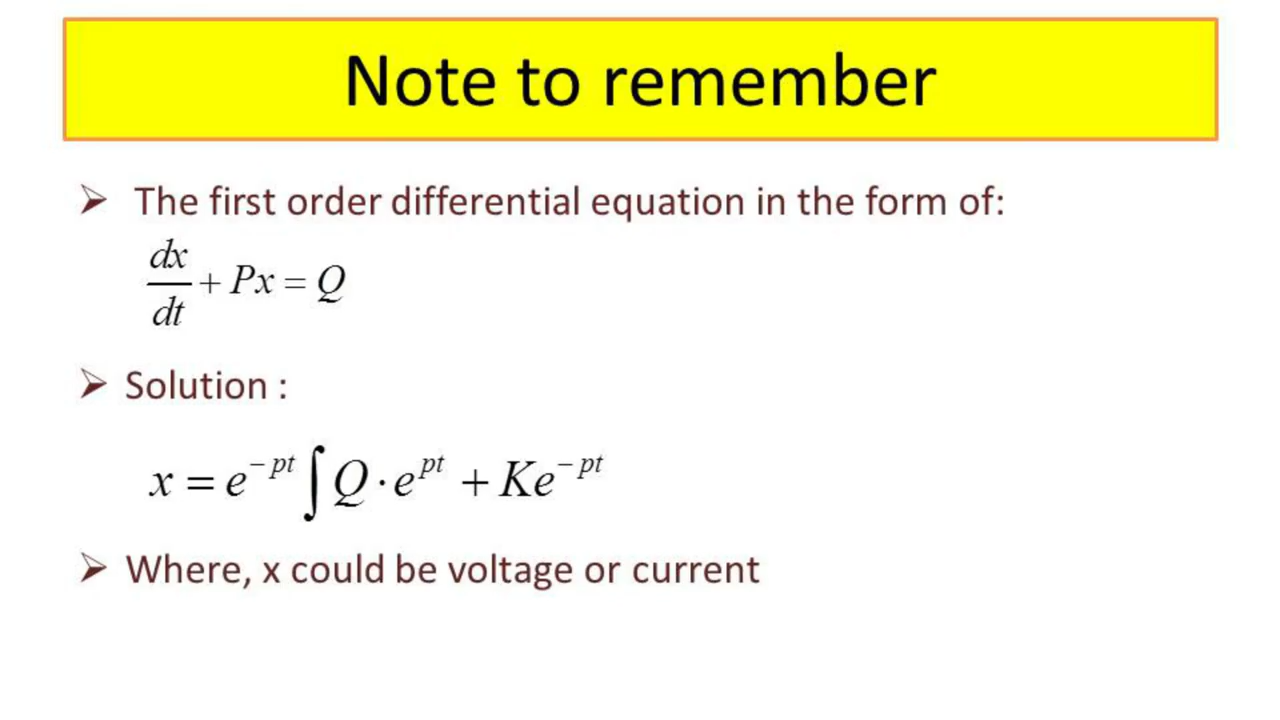 Note to remember
➢ The first order differential equation in the form of:
dx/dt + Px = Q
➢ Solution :
x = e^{-pt} ∫ Q · e^{pt} + Ke^{-pt}
➢ Where, x could be voltage or current